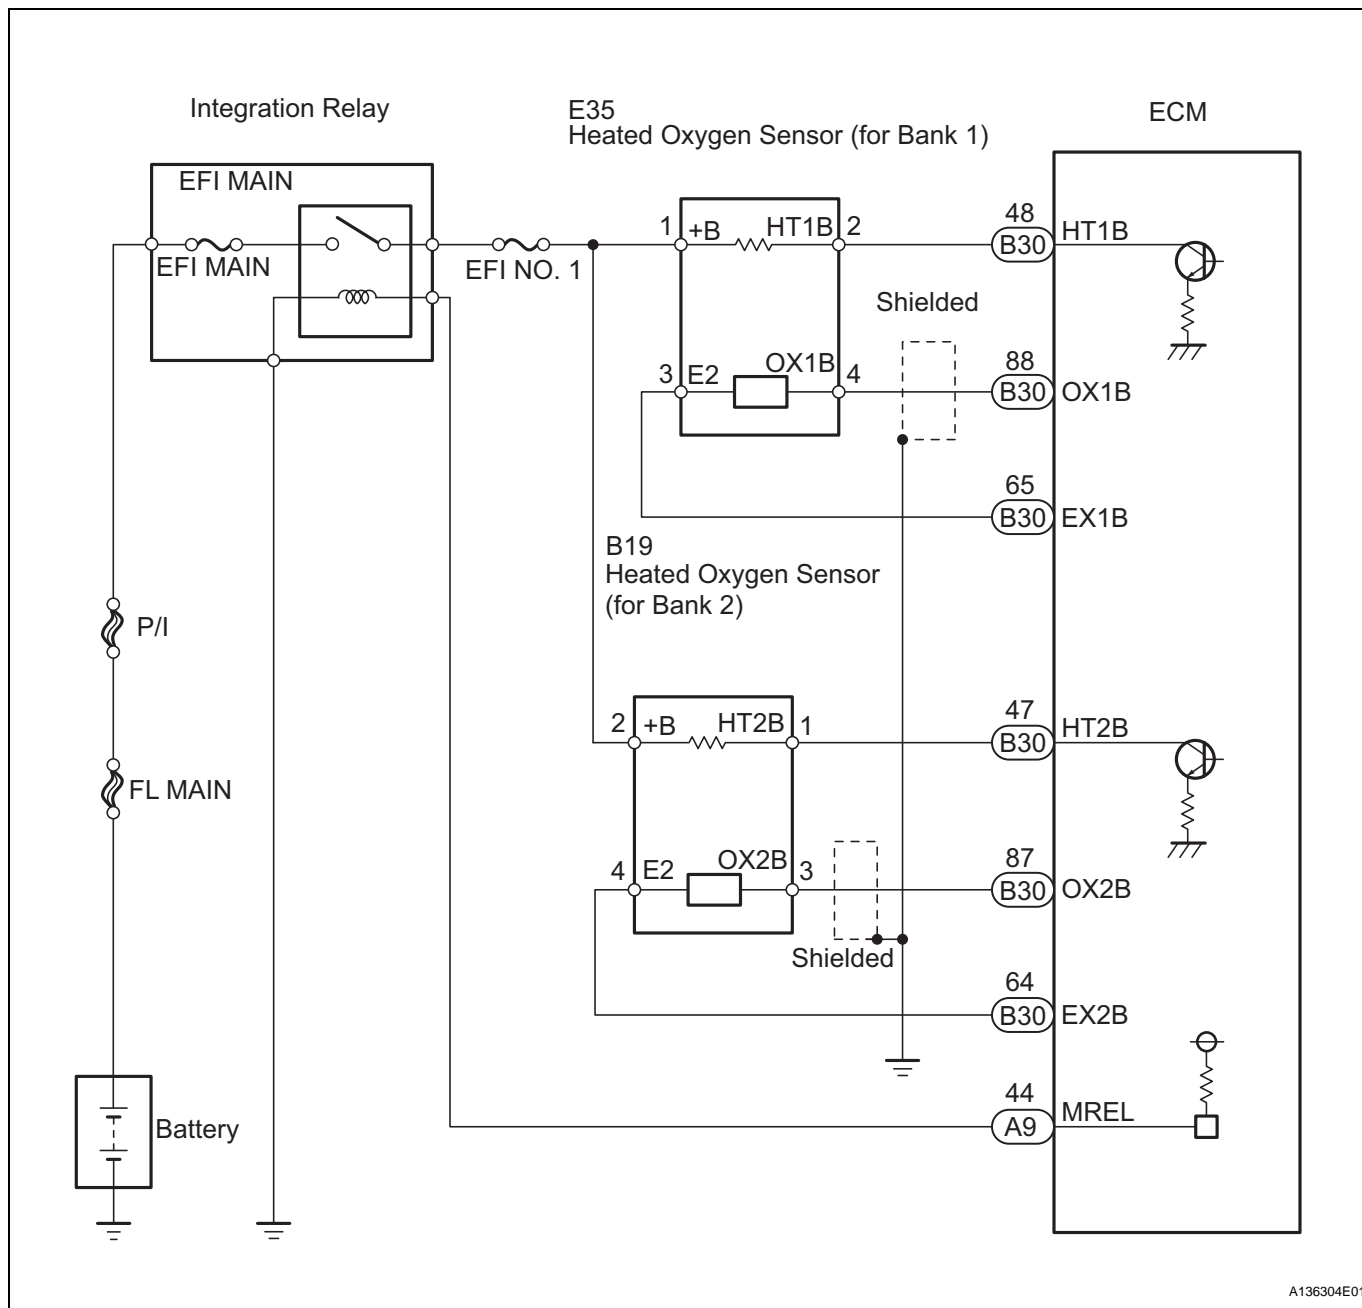 Integration Relay
E35
Heated Oxygen Sensor (for Bank 1)
ECM
EFI MAIN
EFI MAIN
EFI NO. 1
1
+B
HT1B
2
48
B30
HT1B
Shielded
3
E2
OX1B
4
88
B30
OX1B
65
B30
EX1B
B19
Heated Oxygen Sensor
(for Bank 2)
P/I
FL MAIN
2
+B
HT2B
1
47
B30
HT2B
4
E2
OX2B
3
87
B30
OX2B
Shielded
64
B30
EX2B
44
A9
MREL
Battery
A136304E01